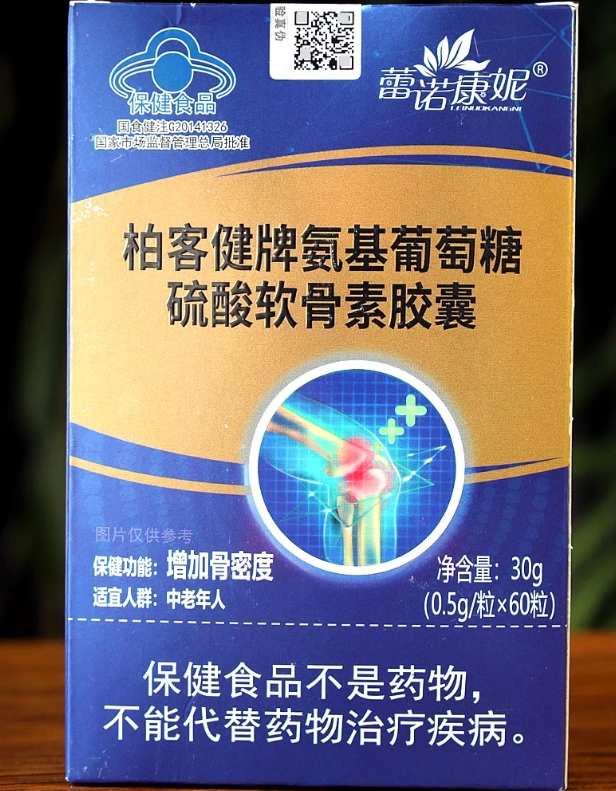 验真伪
保健食品
国食健注G20141326
国家市场监督管理总局批准
蕾诺康妮®
LEINUOKANGNI
柏客健牌氨基葡萄糖
硫酸软骨素胶囊
图片仅供参考
保健功能：增加骨密度
适宜人群：中老年人
净含量：30g
(0.5g/粒×60粒)
保健食品不是药物，
不能代替药物治疗疾病。